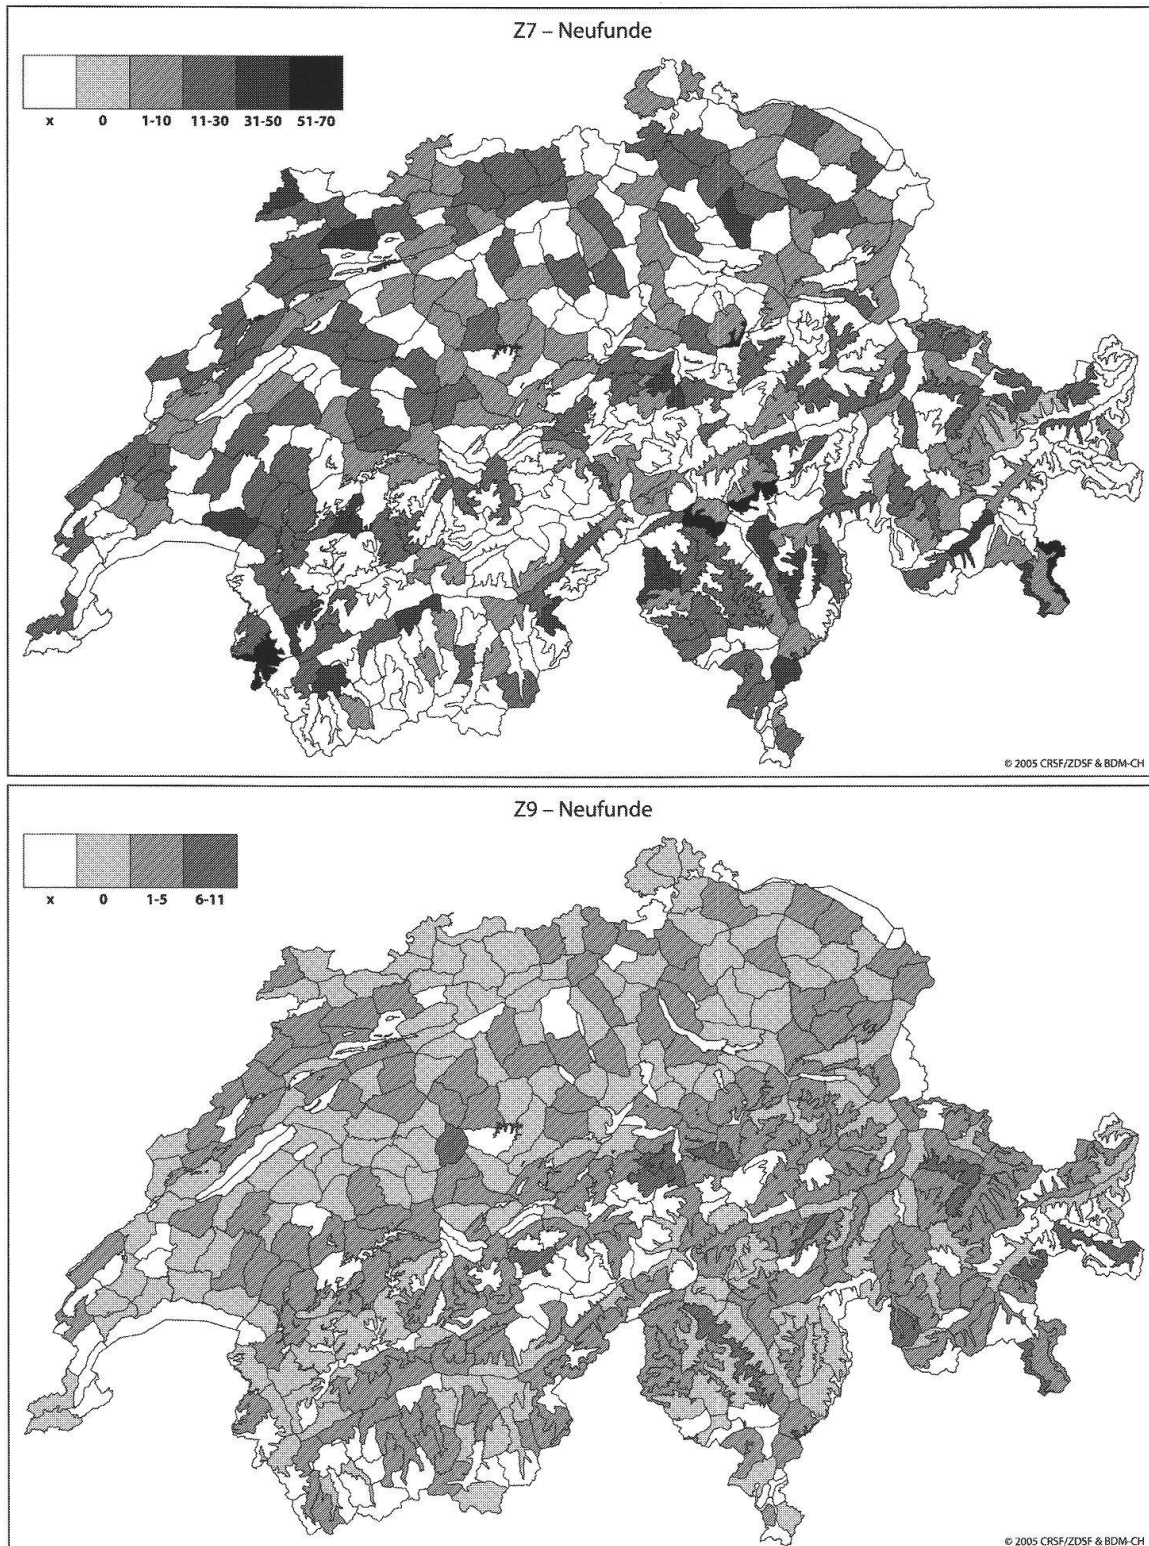 Z7 – Neufunde
x 0 1-10 11-30 31-50 51-70
© 2005 CRSF/ZDSF & BDM-CH
Z9 – Neufunde
x 0 1-5 6-11
© 2005 CRSF/ZDSF & BDM-CH